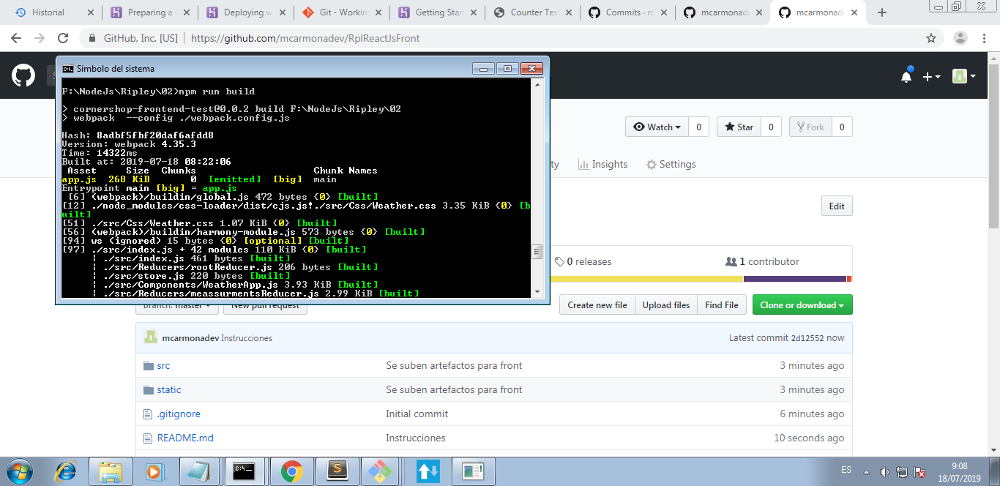 Historial
Preparing a
Deploying w
Git - Workin
Getting Star
Counter Tes
Commits · m
mcarmonad
mcarmonad
GitHub, Inc. [US]
https://github.com/mcarmonadev/RplReactJsFront
Símbolo del sistema
F:\NodeJs\Ripley\02>npm run build
> cornershop-frontend-test@0.0.2 build F:\NodeJs\Ripley\02
> webpack --config ./webpack.config.js
Hash: 8adbf5fbf20daf6afdd8
Version: webpack 4.35.3
Time: 14322ms
Built at: 2019-07-18 08:22:06
Asset Size Chunks Chunk Names
app.js 268 KiB 0 [emitted] [big] main
Entrypoint main [big] = app.js
[6] (webpack)/buildin/global.js 472 bytes {0} [built]
[12] ./node_modules/css-loader/dist/cjs.js!./src/Css/Weather.css 3.35 KiB {0} [b
uilt]
[51] ./src/Css/Weather.css 1.07 KiB {0} [built]
[56] (webpack)/buildin/harmony-module.js 573 bytes {0} [built]
[94] ws (ignored) 15 bytes {0} [optional] [built]
[97] ./src/index.js + 42 modules 110 KiB {0} [built]
| ./src/index.js 461 bytes [built]
| ./src/Reducers/rootReducer.js 206 bytes [built]
| ./src/store.js 220 bytes [built]
| ./src/Components/WeatherApp.js 3.93 KiB [built]
| ./src/Reducers/meassurmentsReducer.js 2.99 KiB [built]
Watch 0
Star 0
Fork 0
ty
Insights
Settings
Edit
0 releases
1 contributor
Branch: master
New pull request
Create new file
Upload files
Find File
Clone or download
mcarmonadev Instrucciones
Latest commit 2d12552 now
src Se suben artefactos para front 3 minutes ago
static Se suben artefactos para front 3 minutes ago
.gitignore Initial commit 6 minutes ago
README.md Instrucciones 10 seconds ago
ES
9:08
18/07/2019